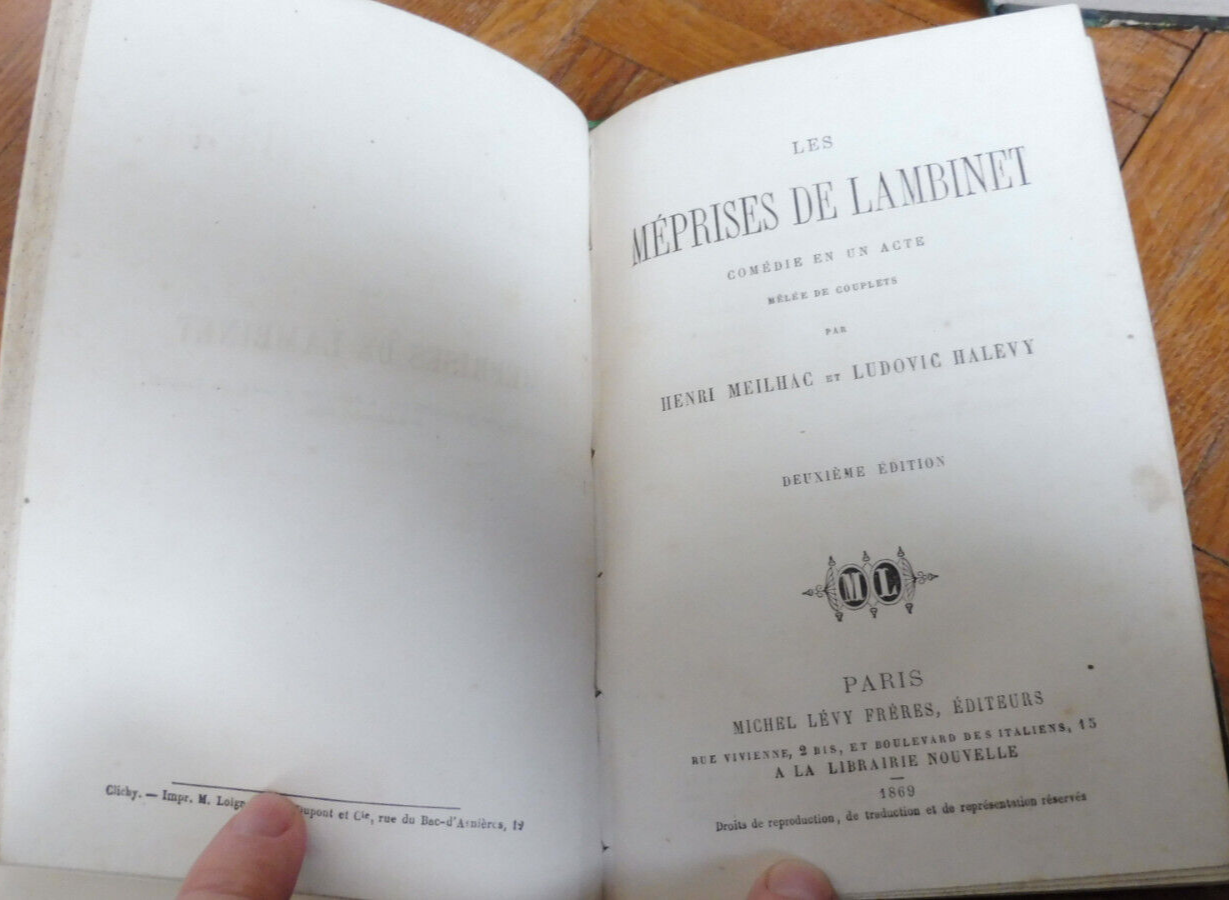 Clichy. — Impr. M. Loign Dupont et Cie, rue du Bac-d'Asnières, 12
LES
MÉPRISES DE LAMBINET
COMÉDIE EN UN ACTE
MÊLÉE DE COUPLETS
PAR
HENRI MEILHAC ET LUDOVIC HALEVY
DEUXIÈME ÉDITION
ML
PARIS
MICHEL LÉVY FRÈRES, ÉDITEURS
RUE VIVIENNE, 2 BIS, ET BOULEVARD DES ITALIENS, 15
A LA LIBRAIRIE NOUVELLE
1869
Droits de reproduction, de traduction et de représentation réservés